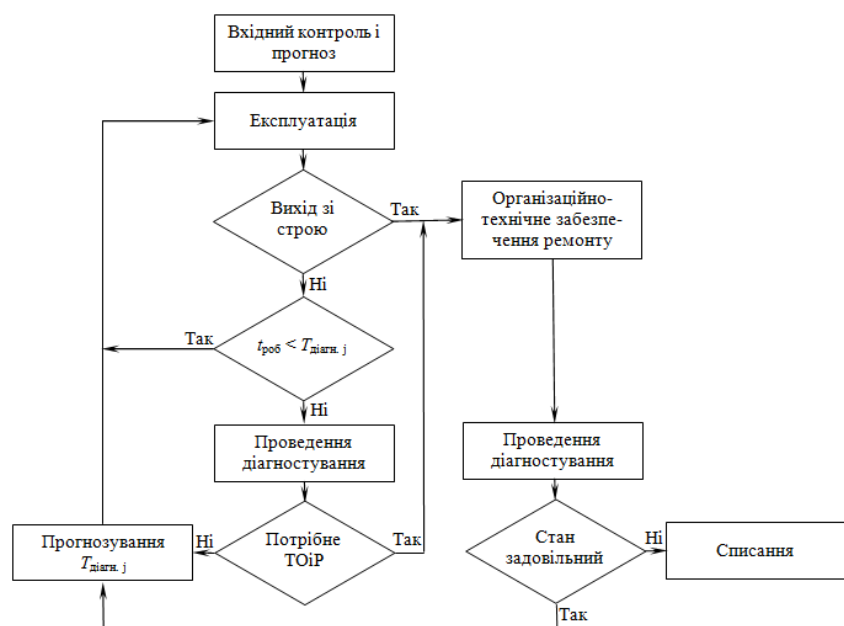 Вхідний контроль і
прогноз
Експлуатація
Вихід зі
строю
Так
Організаційно-
технічне забезпе-
чення ремонту
Ні
Так
tроб < Tдіагн. j
Ні
Проведення
діагностування
Проведення
діагностування
Прогнозування
Tдіагн. j
Ні
Потрібне
ТОіР
Так
Стан
задовільний
Ні
Списання
Так